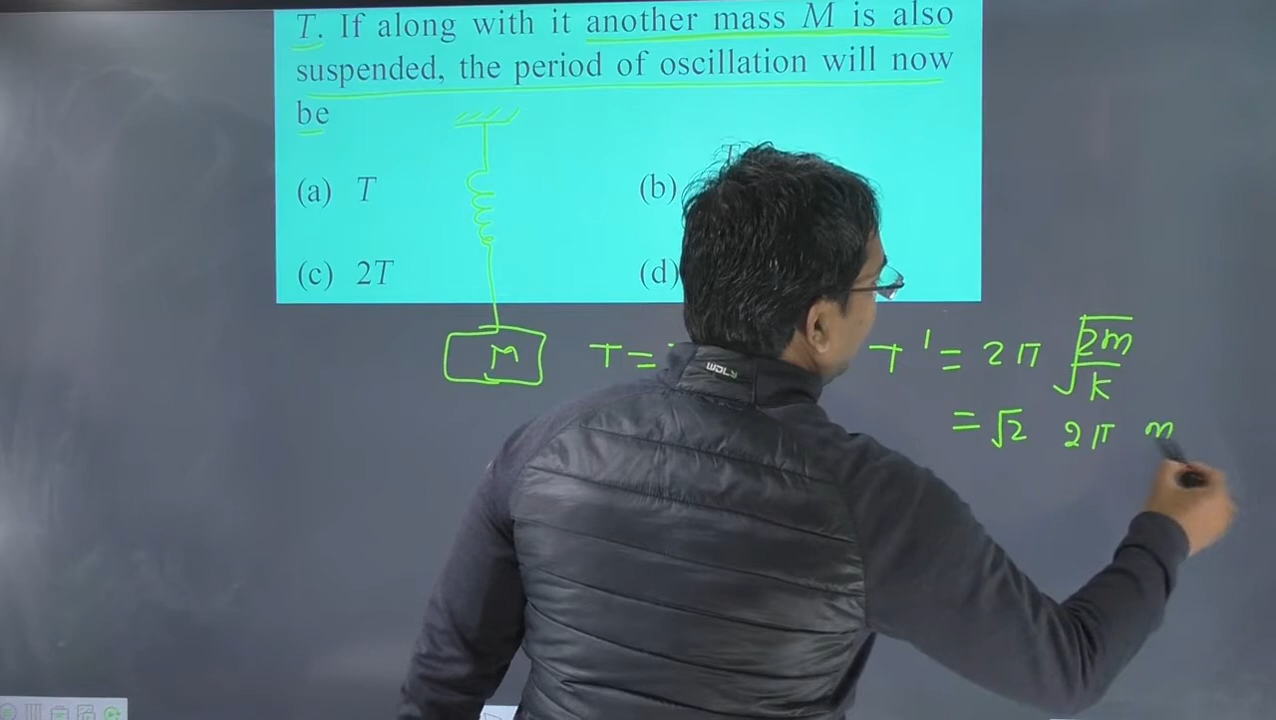 T. If along with it another mass M is also
suspended, the period of oscillation will now
be
(a) T
(b)
(c) 2T
(d)
M
T =
T' = 2π √2m/k
= √2 2π m
WDLY